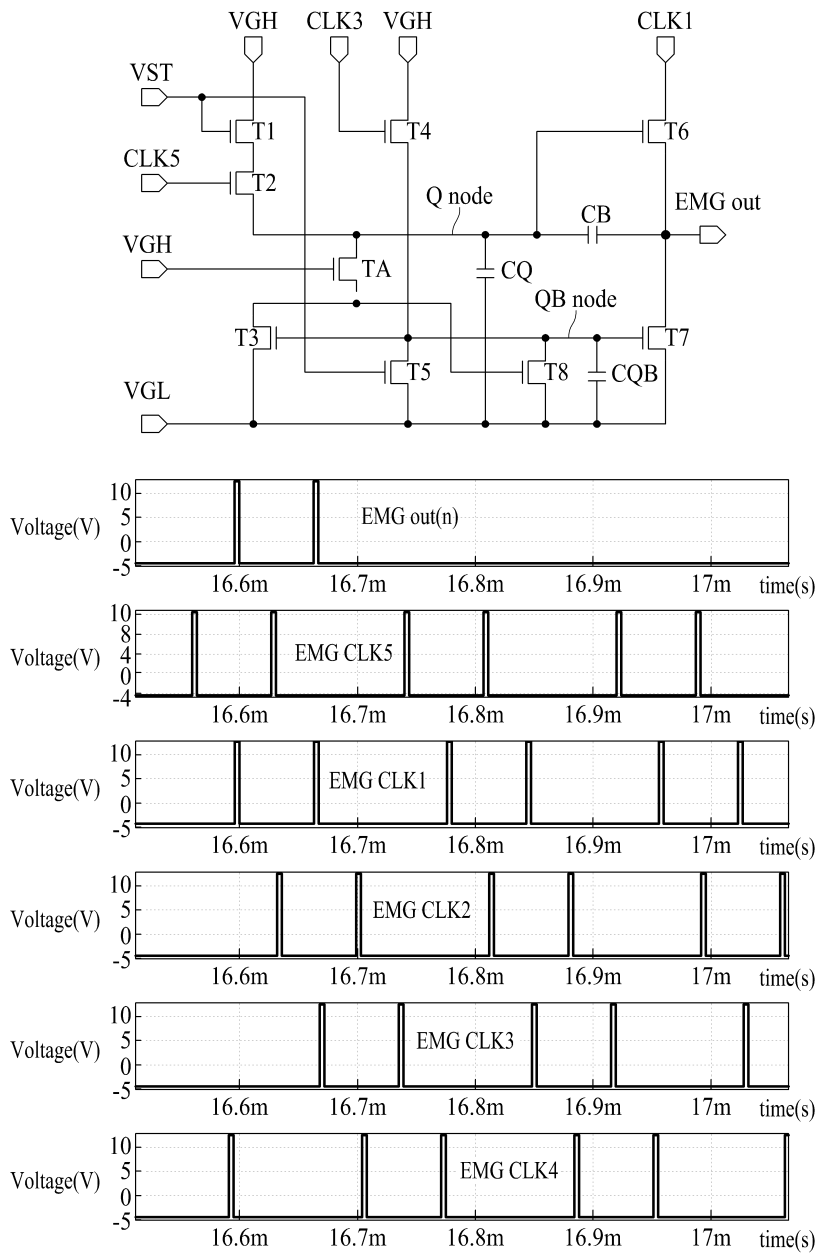 VGH CLK3 VGH CLK1
VST
T1 T4 T6
CLK5
T2
Q node CB EMG out
VGH
TA CQ
QB node
T3 T7
T5 T8 CQB
VGL
Voltage(V)
10
5
0
-5
EMG out(n)
16.6m 16.7m 16.8m 16.9m 17m time(s)
Voltage(V)
10
8
4
0
-4
EMG CLK5
16.6m 16.7m 16.8m 16.9m 17m time(s)
Voltage(V)
10
5
0
-5
EMG CLK1
16.6m 16.7m 16.8m 16.9m 17m time(s)
Voltage(V)
10
5
0
-5
EMG CLK2
16.6m 16.7m 16.8m 16.9m 17m time(s)
Voltage(V)
10
5
0
-5
EMG CLK3
16.6m 16.7m 16.8m 16.9m 17m time(s)
Voltage(V)
10
5
0
-5
EMG CLK4
16.6m 16.7m 16.8m 16.9m 17m time(s)